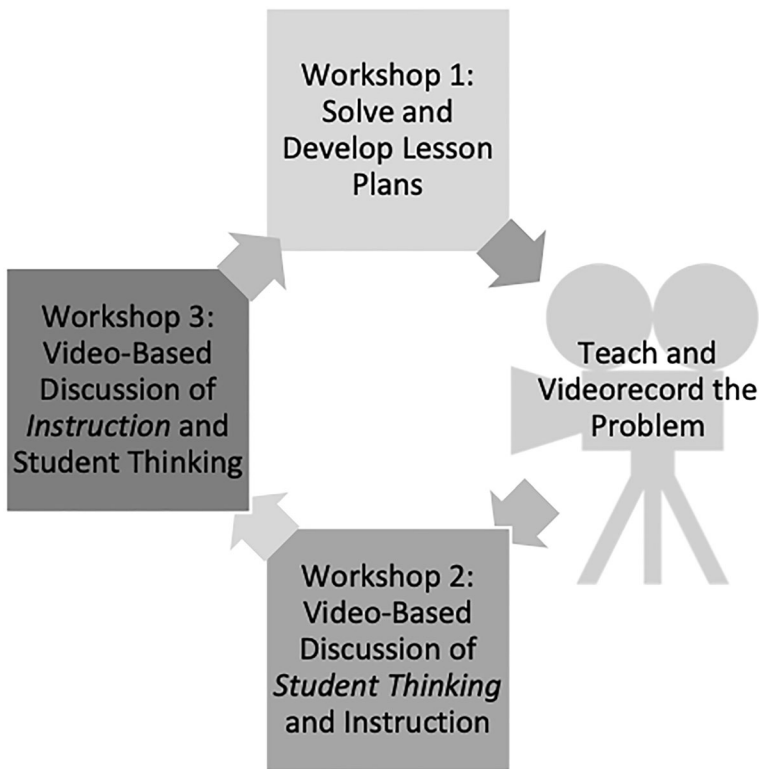 Workshop 1:
Solve and
Develop Lesson
Plans
Teach and
Videorecord the
Problem
Workshop 2:
Video-Based
Discussion of
Student Thinking
and Instruction
Workshop 3:
Video-Based
Discussion of
Instruction and
Student Thinking